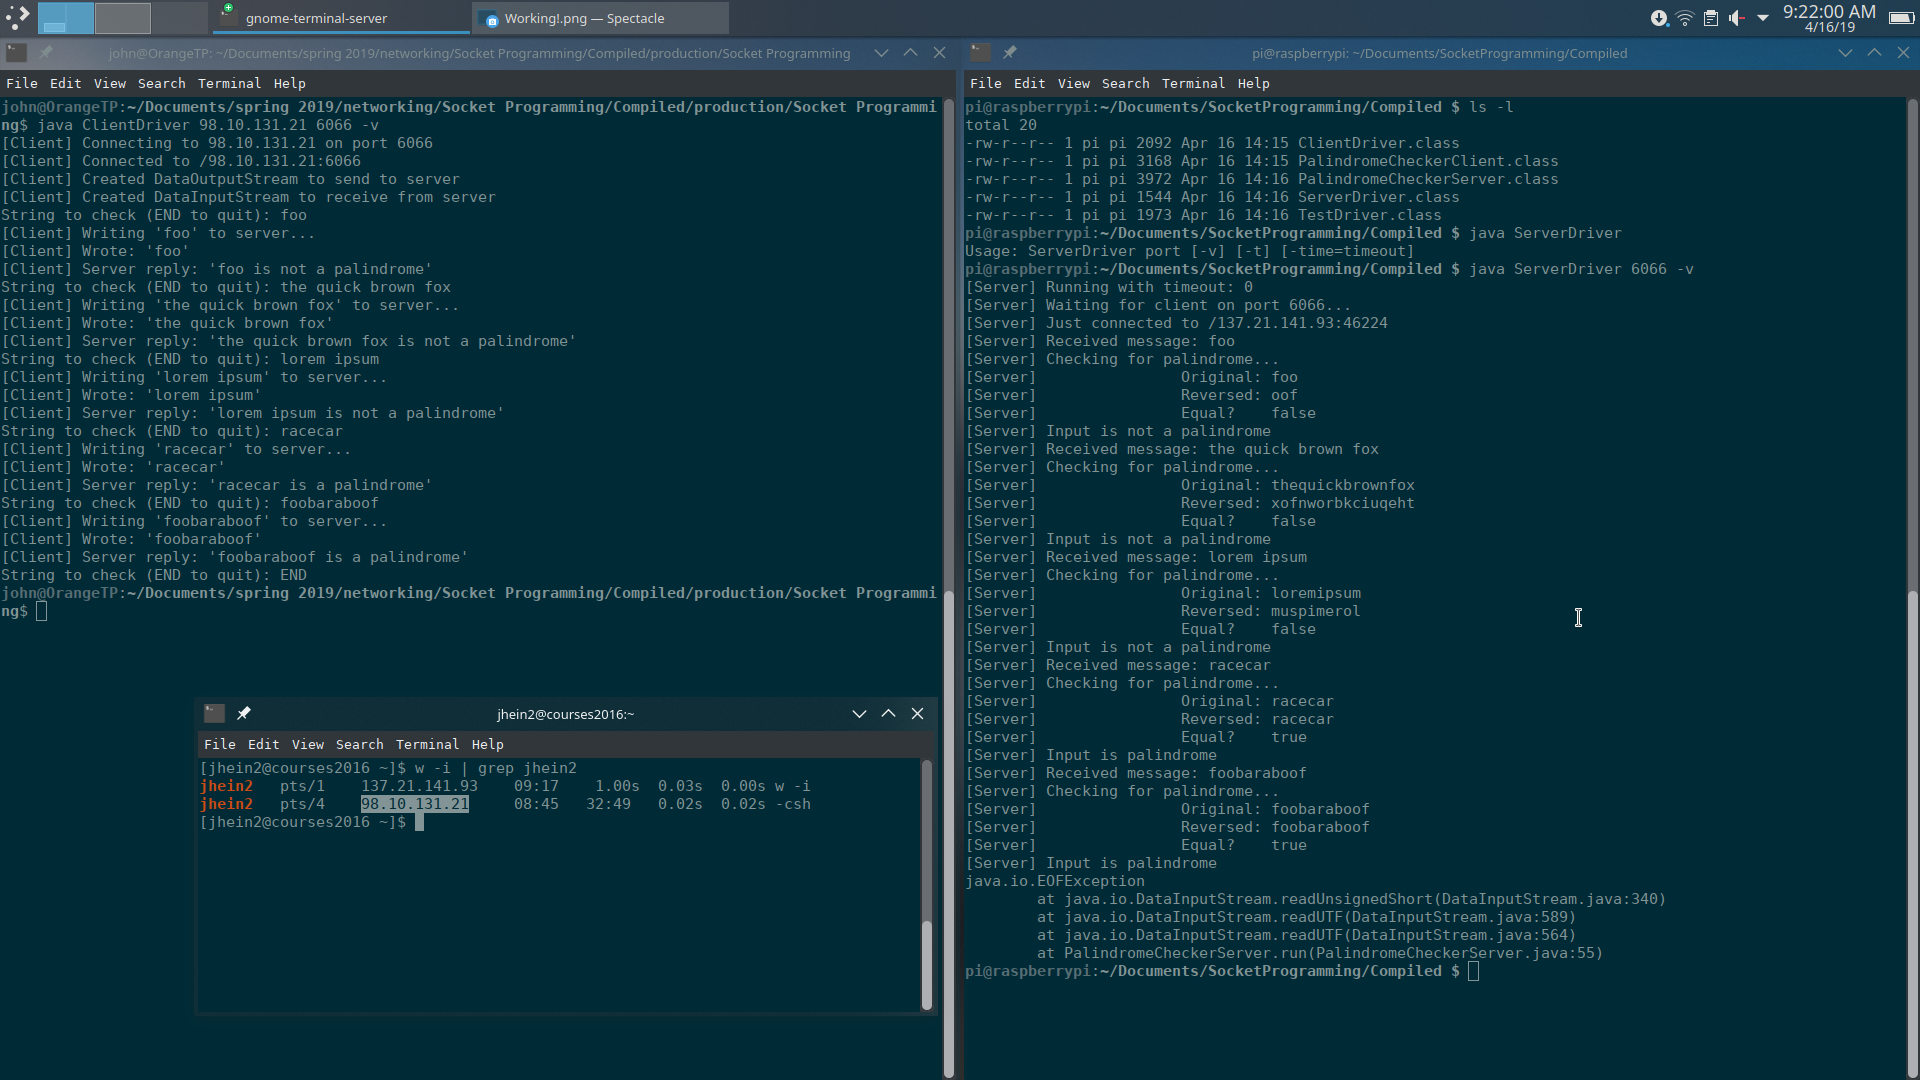 gnome-terminal-server
Working!.png — Spectacle
9:22:00 AM
4/16/19
john@OrangeTP: ~/Documents/spring 2019/networking/Socket Programming/Compiled/production/Socket Programming
File Edit View Search Terminal Help
john@OrangeTP:~/Documents/spring 2019/networking/Socket Programming/Compiled/production/Socket Programmi
ng$ java ClientDriver 98.10.131.21 6066 -v
[Client] Connecting to 98.10.131.21 on port 6066
[Client] Connected to /98.10.131.21:6066
[Client] Created DataOutputStream to send to server
[Client] Created DataInputStream to receive from server
String to check (END to quit): foo
[Client] Writing 'foo' to server...
[Client] Wrote: 'foo'
[Client] Server reply: 'foo is not a palindrome'
String to check (END to quit): the quick brown fox
[Client] Writing 'the quick brown fox' to server...
[Client] Wrote: 'the quick brown fox'
[Client] Server reply: 'the quick brown fox is not a palindrome'
String to check (END to quit): lorem ipsum
[Client] Writing 'lorem ipsum' to server...
[Client] Wrote: 'lorem ipsum'
[Client] Server reply: 'lorem ipsum is not a palindrome'
String to check (END to quit): racecar
[Client] Writing 'racecar' to server...
[Client] Wrote: 'racecar'
[Client] Server reply: 'racecar is a palindrome'
String to check (END to quit): foobaraboof
[Client] Writing 'foobaraboof' to server...
[Client] Wrote: 'foobaraboof'
[Client] Server reply: 'foobaraboof is a palindrome'
String to check (END to quit): END
john@OrangeTP:~/Documents/spring 2019/networking/Socket Programming/Compiled/production/Socket Programmi
ng$
jhein2@courses2016:~
File Edit View Search Terminal Help
[jhein2@courses2016 ~]$ w -i | grep jhein2
jhein2 pts/1 137.21.141.93 09:17 1.00s 0.03s 0.00s w -i
jhein2 pts/4 98.10.131.21 08:45 32:49 0.02s 0.02s -csh
[jhein2@courses2016 ~]$
pi@raspberrypi: ~/Documents/SocketProgramming/Compiled
File Edit View Search Terminal Help
pi@raspberrypi:~/Documents/SocketProgramming/Compiled $ ls -l
total 20
-rw-r--r-- 1 pi pi 2092 Apr 16 14:15 ClientDriver.class
-rw-r--r-- 1 pi pi 3168 Apr 16 14:15 PalindromeCheckerClient.class
-rw-r--r-- 1 pi pi 3972 Apr 16 14:16 PalindromeCheckerServer.class
-rw-r--r-- 1 pi pi 1544 Apr 16 14:16 ServerDriver.class
-rw-r--r-- 1 pi pi 1973 Apr 16 14:16 TestDriver.class
pi@raspberrypi:~/Documents/SocketProgramming/Compiled $ java ServerDriver
Usage: ServerDriver port [-v] [-t] [-time=timeout]
pi@raspberrypi:~/Documents/SocketProgramming/Compiled $ java ServerDriver 6066 -v
[Server] Running with timeout: 0
[Server] Waiting for client on port 6066...
[Server] Just connected to /137.21.141.93:46224
[Server] Received message: foo
[Server] Checking for palindrome...
[Server] Original: foo
[Server] Reversed: oof
[Server] Equal? false
[Server] Input is not a palindrome
[Server] Received message: the quick brown fox
[Server] Checking for palindrome...
[Server] Original: thequickbrownfox
[Server] Reversed: xofnworbkciuqeht
[Server] Equal? false
[Server] Input is not a palindrome
[Server] Received message: lorem ipsum
[Server] Checking for palindrome...
[Server] Original: loremipsum
[Server] Reversed: muspimerol
[Server] Equal? false
[Server] Input is not a palindrome
[Server] Received message: racecar
[Server] Checking for palindrome...
[Server] Original: racecar
[Server] Reversed: racecar
[Server] Equal? true
[Server] Input is palindrome
[Server] Received message: foobaraboof
[Server] Checking for palindrome...
[Server] Original: foobaraboof
[Server] Reversed: foobaraboof
[Server] Equal? true
[Server] Input is palindrome
java.io.EOFException
at java.io.DataInputStream.readUnsignedShort(DataInputStream.java:340)
at java.io.DataInputStream.readUTF(DataInputStream.java:589)
at java.io.DataInputStream.readUTF(DataInputStream.java:564)
at PalindromeCheckerServer.run(PalindromeCheckerServer.java:55)
pi@raspberrypi:~/Documents/SocketProgramming/Compiled $